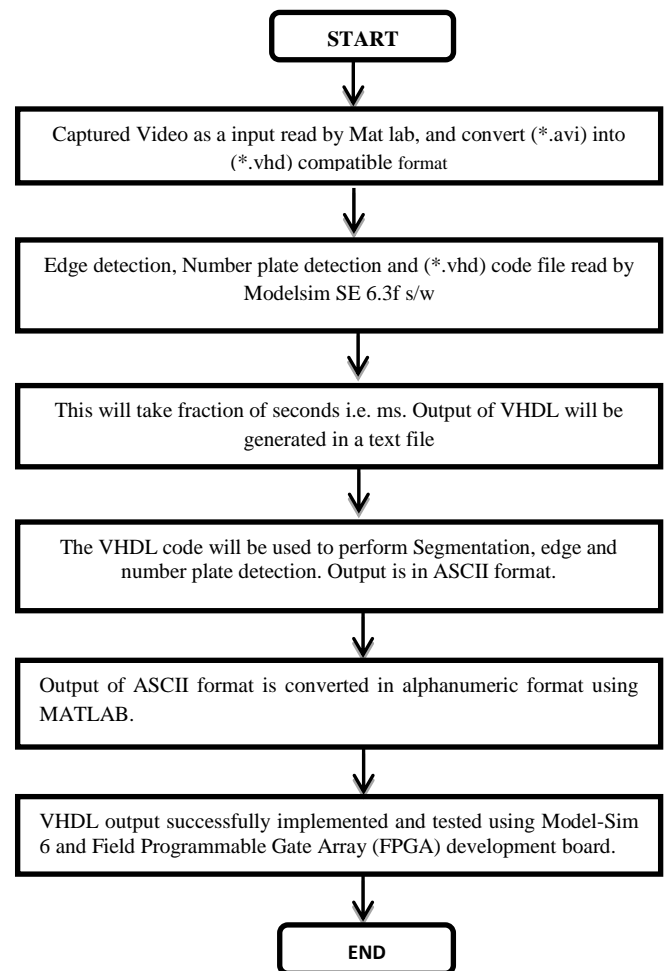 START
Captured Video as a input read by Mat lab, and convert (*.avi) into
(*.vhd) compatible format
Edge detection, Number plate detection and (*.vhd) code file read by
Modelsim SE 6.3f s/w
This will take fraction of seconds i.e. ms. Output of VHDL will be
generated in a text file
The VHDL code will be used to perform Segmentation, edge and
number plate detection. Output is in ASCII format.
Output of ASCII format is converted in alphanumeric format using
MATLAB.
VHDL output successfully implemented and tested using Model-Sim
6 and Field Programmable Gate Array (FPGA) development board.
END